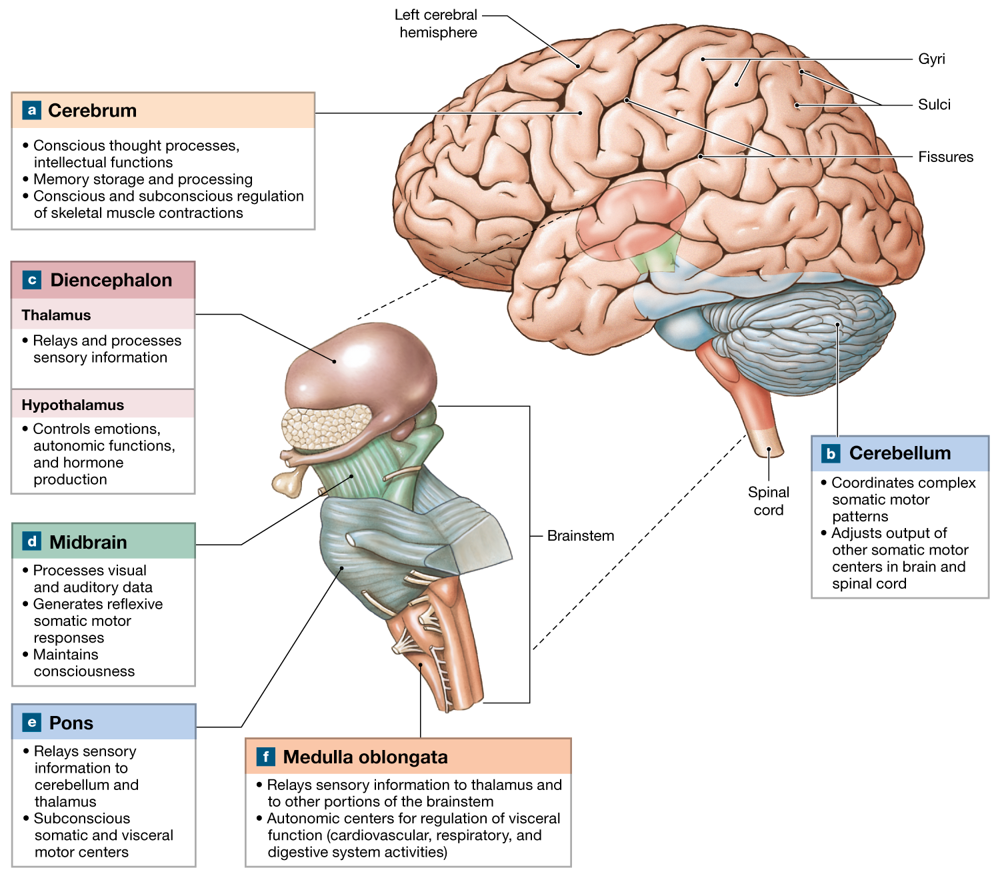 Left cerebral
hemisphere
Gyri
Sulci
Fissures
a Cerebrum
• Conscious thought processes,
intellectual functions
• Memory storage and processing
• Conscious and subconscious regulation
of skeletal muscle contractions
c Diencephalon
Thalamus
• Relays and processes
sensory information
Hypothalamus
• Controls emotions,
autonomic functions,
and hormone
production
d Midbrain
• Processes visual
and auditory data
• Generates reflexive
somatic motor
responses
• Maintains
consciousness
e Pons
• Relays sensory
information to
cerebellum and
thalamus
• Subconscious
somatic and visceral
motor centers
f Medulla oblongata
• Relays sensory information to thalamus and
to other portions of the brainstem
• Autonomic centers for regulation of visceral
function (cardiovascular, respiratory, and
digestive system activities)
Brainstem
Spinal
cord
b Cerebellum
• Coordinates complex
somatic motor
patterns
• Adjusts output of
other somatic motor
centers in brain and
spinal cord